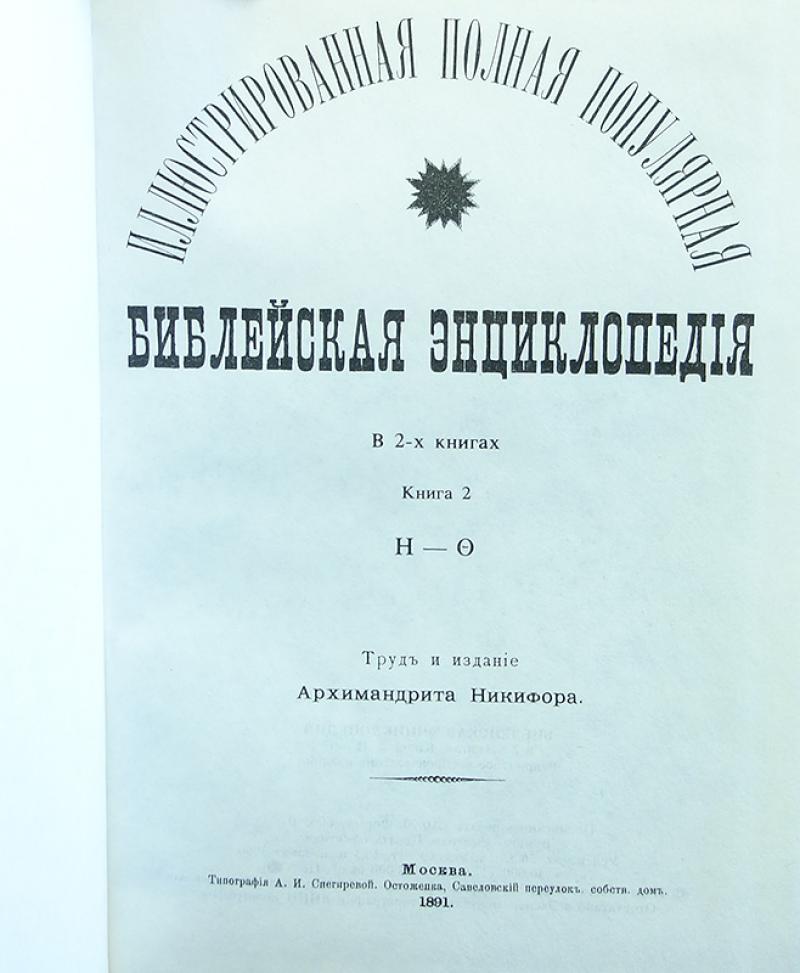 ИЛЛЮСТРИРОВАННАЯ ПОЛНАЯ ПОПУЛЯРНАЯ
БИБЛЕЙСКАЯ ЭНЦИКЛОПЕДІЯ
В 2-х книгах
Книга 2
Н — Ѳ
Трудъ и изданіе
Архимандрита Никифора.
Москва.
Типографія А. И. Снегиревой. Остоженка, Савеловскій переулокъ, собств. домъ.
1891.